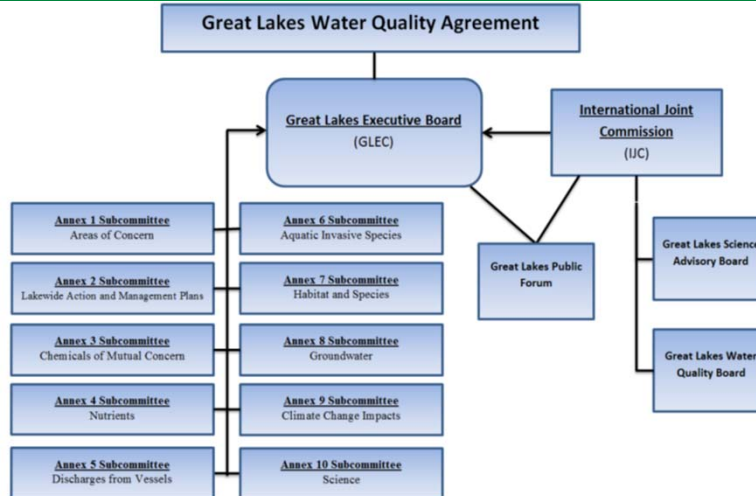 Great Lakes Water Quality Agreement
Great Lakes Executive Board
(GLEC)
International Joint
Commission
(IJC)
Annex 1 Subcommittee
Areas of Concern
Annex 6 Subcommittee
Aquatic Invasive Species
Great Lakes Public
Forum
Great Lakes Science
Advisory Board
Annex 2 Subcommittee
Lakewide Action and Management Plans
Annex 7 Subcommittee
Habitat and Species
Annex 3 Subcommittee
Chemicals of Mutual Concern
Annex 8 Subcommittee
Groundwater
Great Lakes Water
Quality Board
Annex 4 Subcommittee
Nutrients
Annex 9 Subcommittee
Climate Change Impacts
Annex 5 Subcommittee
Discharges from Vessels
Annex 10 Subcommittee
Science